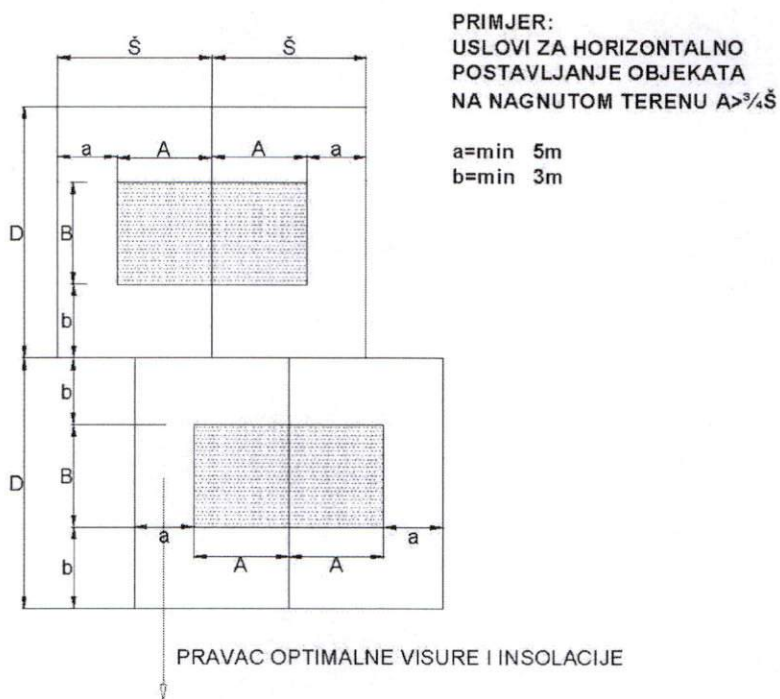 PRIMJER:
USLOVI ZA HORIZONTALNO
POSTAVLJANJE OBJEKATA
NA NAGNUTOM TERENU A>¾Š
a=min 5m
b=min 3m
Š Š
a A A a
D
B
b
b
D
B
a a
b
A A
PRAVAC OPTIMALNE VISURE I INSOLACIJE